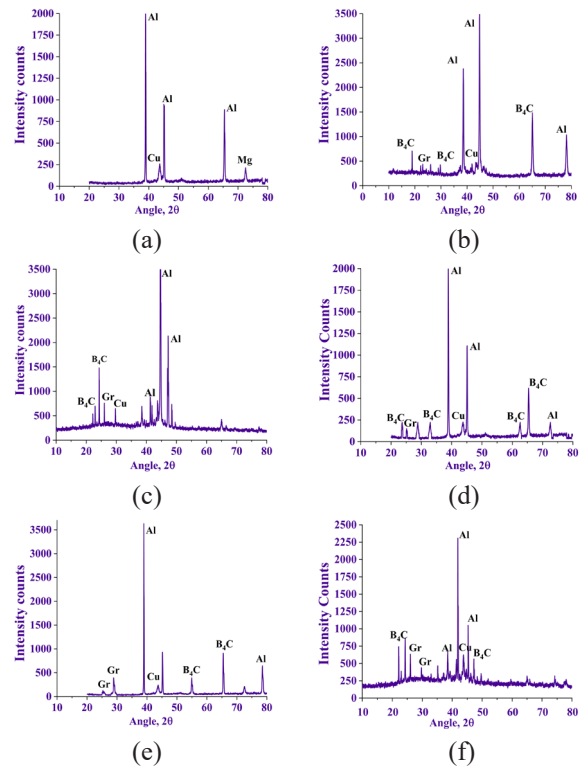 2000
1750
1500
1250
1000
750
500
250
0
Intensity counts
Al
Cu
Al
Al
Mg
10 20 30 40 50 60 70 80
Angle, 2θ
(a)
3500
3000
2500
2000
1500
1000
500
0
Intensity counts
B₄C
Gr
B₄C
Al
Cu
Al
B₄C
Al
10 20 30 40 50 60 70 80
Angle, 2θ
(b)
3500
3000
2500
2000
1500
1000
500
0
Intensity counts
B₄C
B₄C
Gr
Cu
Al
Al
Al
10 20 30 40 50 60 70 80
Angle, 2θ
(c)
2000
1750
1500
1250
1000
750
500
250
0
Intensity Counts
B₄C
Gr
B₄C
Al
Cu
Al
B₄C
B₄C
Al
10 20 30 40 50 60 70 80
Angle, 2θ
(d)
3500
3000
2500
2000
1500
1000
500
0
Intensity counts
Gr
Gr
Al
Cu
B₄C
B₄C
Al
10 20 30 40 50 60 70 80
Angle, 2θ
(e)
2500
2250
2000
1750
1500
1250
1000
750
500
250
0
Intensity Counts
B₄C
Gr
Gr
Al
Al
Cu
Al
B₄C
10 20 30 40 50 60 70 80
Angle, 2θ
(f)